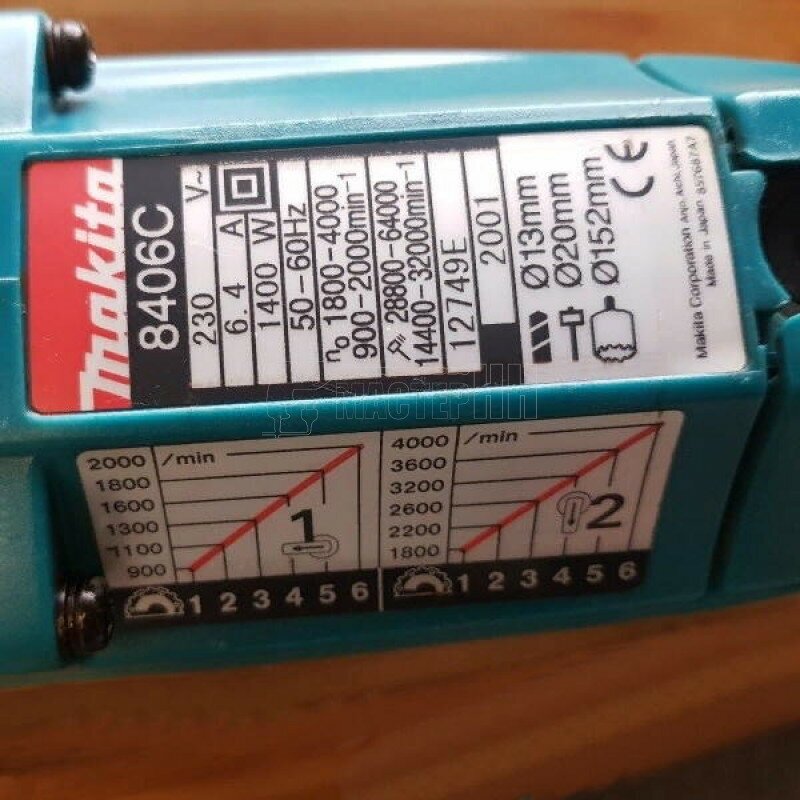 makita
8406C
230 V~
6.4 A
1400 W
50-60Hz
n₀ 1800-4000
900-2000min-1
28800-64000
14400-32000min-1
12749E
2001
Ø13mm
Ø20mm
Ø152mm
CE
Makita Corporation Anjo, Aichi, Japan
Made in Japan. 857687A7
МАСТЕРИН
2000 /min
1800
1600
1300
1100
900
1
1 2 3 4 5 6
4000 /min
3600
3200
2600
2200
1800
2
1 2 3 4 5 6